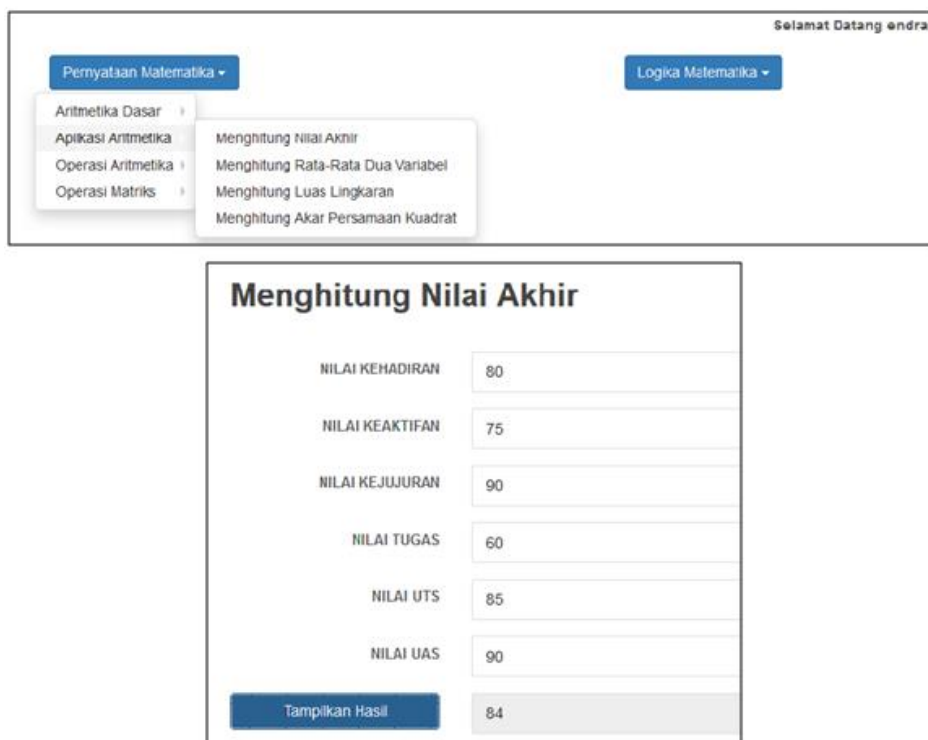 Selamat Datang endra
Pernyataan Matematika
Logika Matematika
Aritmetika Dasar
Aplikasi Aritmetika
Menghitung Nilai Akhir
Operasi Aritmetika
Menghitung Rata-Rata Dua Variabel
Operasi Matriks
Menghitung Luas Lingkaran
Menghitung Akar Persamaan Kuadrat
Menghitung Nilai Akhir
NILAI KEHADIRAN 80
NILAI KEAKTIFAN 75
NILAI KEJUJURAN 90
NILAI TUGAS 60
NILAI UTS 85
NILAI UAS 90
Tampilkan Hasil 84